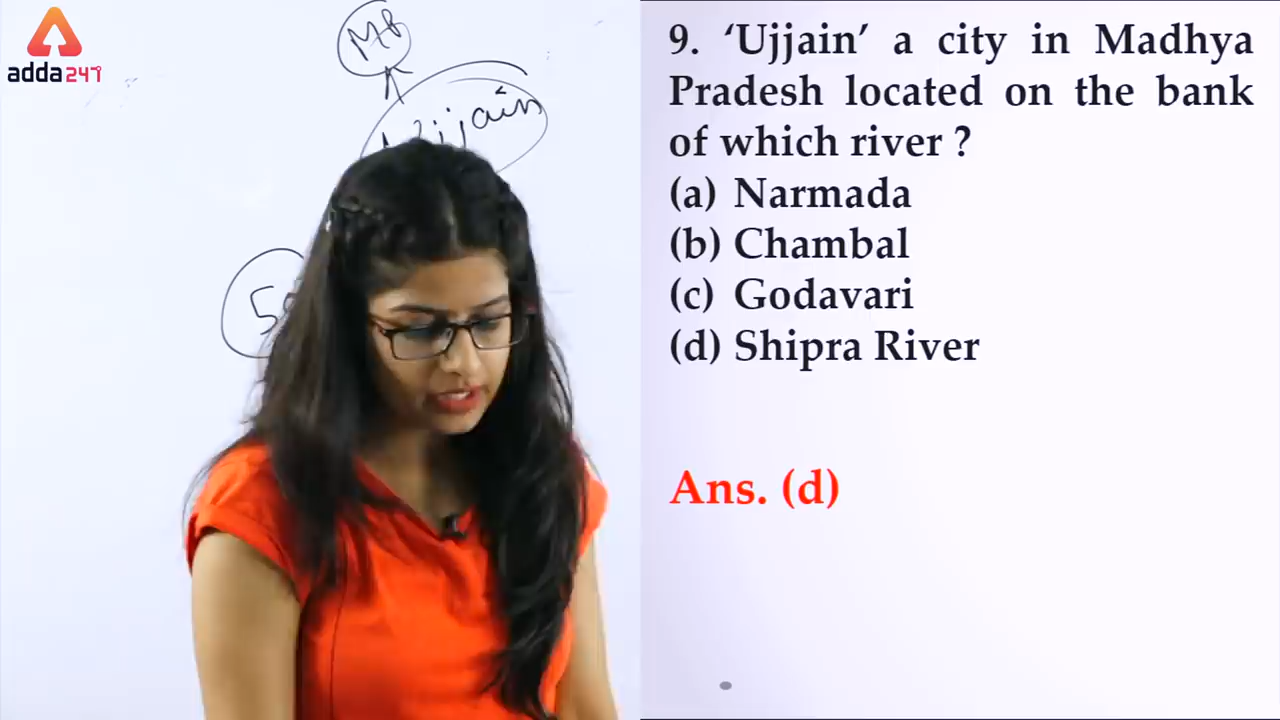 adda247
MP
Ujjain
9. ‘Ujjain’ a city in Madhya
Pradesh located on the bank
of which river ?
(a) Narmada
(b) Chambal
(c) Godavari
(d) Shipra River
Ans. (d)